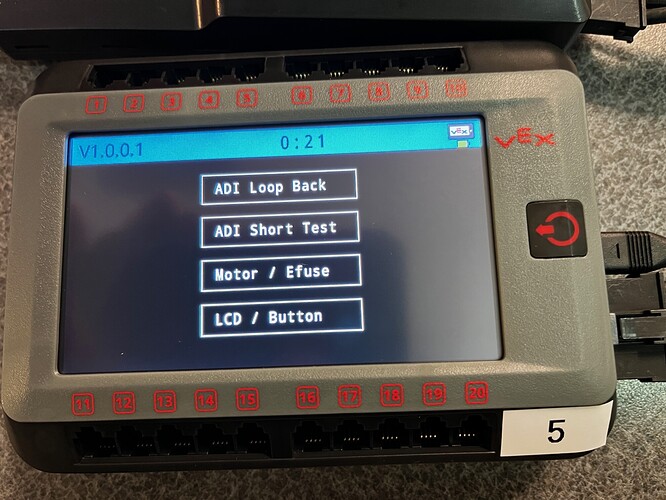 1 2 3 4 5 6 7 8 9 10
V1.0.0.1 0:21 vex
vex
ADI Loop Back
ADI Short Test
Motor / Efuse
LCD / Button
11 12 13 14 15 16 17 18 19 20
5